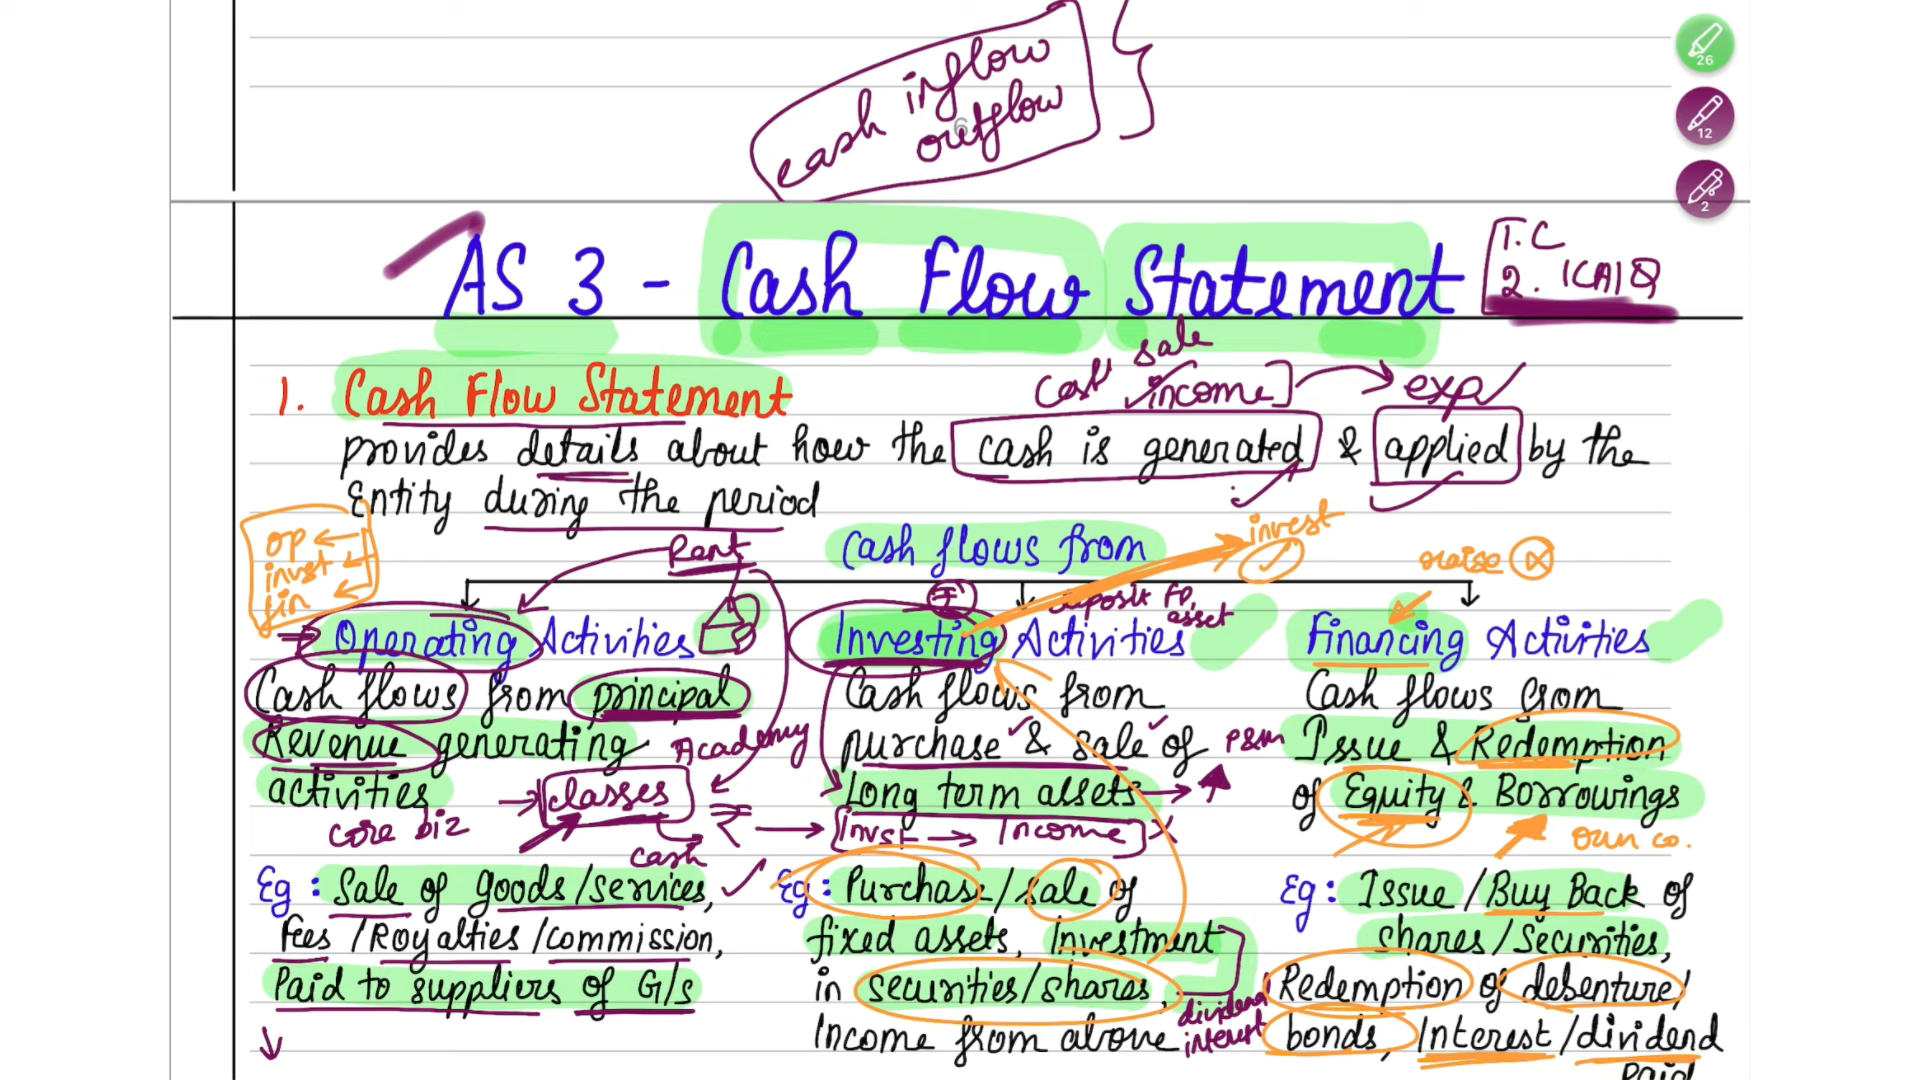 cash inflow
outflow
26
12
2
AS 3 - Cash Flow Statement
1. C
2. ICAI Q
sale
Cash income] → exp
1. Cash Flow Statement
provides details about how the cash is generated & applied by the
Entity during the period
op
invst
fin
Rent
Cash flows from
invest
raise
deposit FD
asset
Operating Activities
Cash flows from principal
Revenue generating
activities
Academy
core biz
classes
cash
₹ → Invst → Income
Eg: Sale of goods/services,
Fees/Royalties/commission,
Paid to suppliers of G/s
Investing Activities
Cash flows from
purchase & sale of
P&M
Long term assets
Eg: Purchase/sale of
fixed assets, Investment
in securities/shares,
Income from above
dividend
interest
Financing Activities
Cash flows from
Issue & Redemption
of Equity & Borrowings
own co.
Eg: Issue/Buy Back of
shares/Securities,
Redemption of debenture/
bonds, Interest/dividend
paid